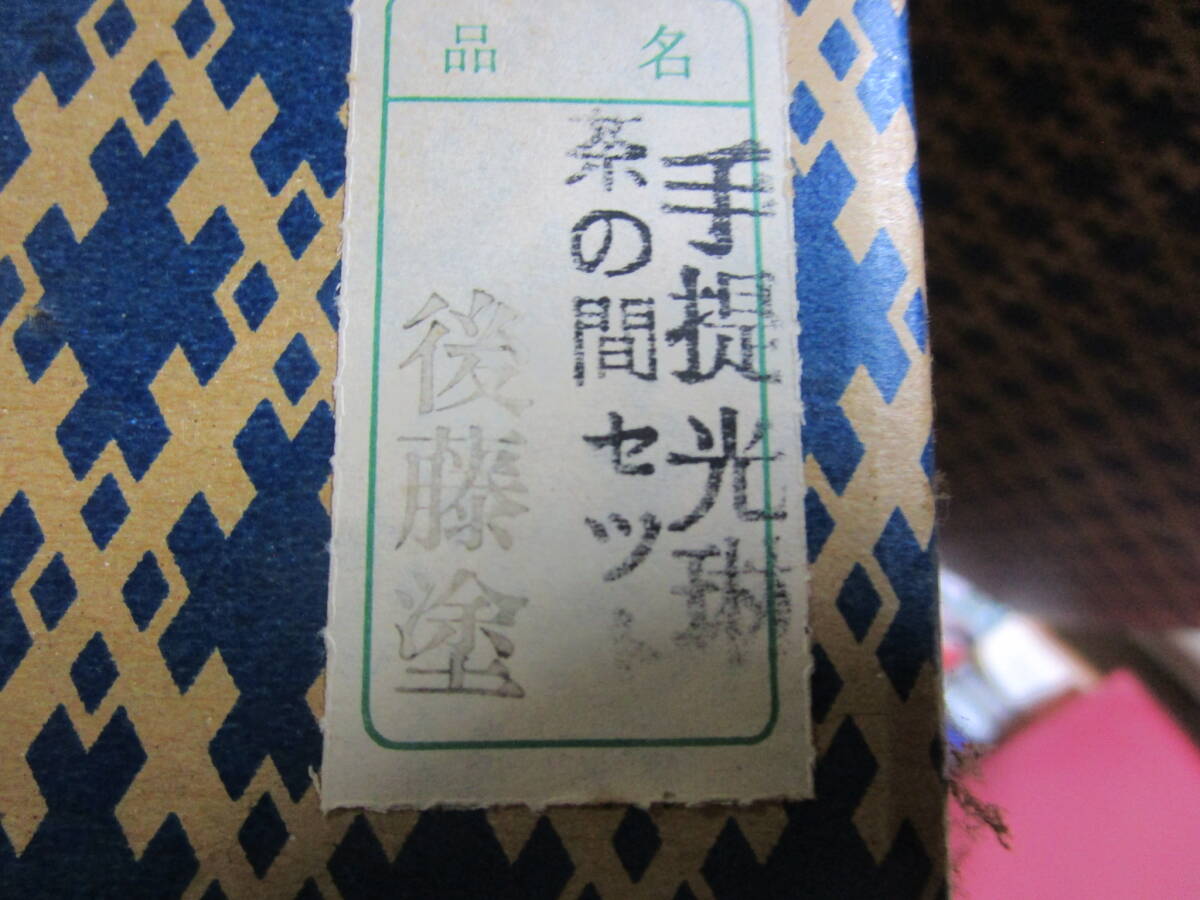 品名
手提光琳
茶の間セット
後藤塗